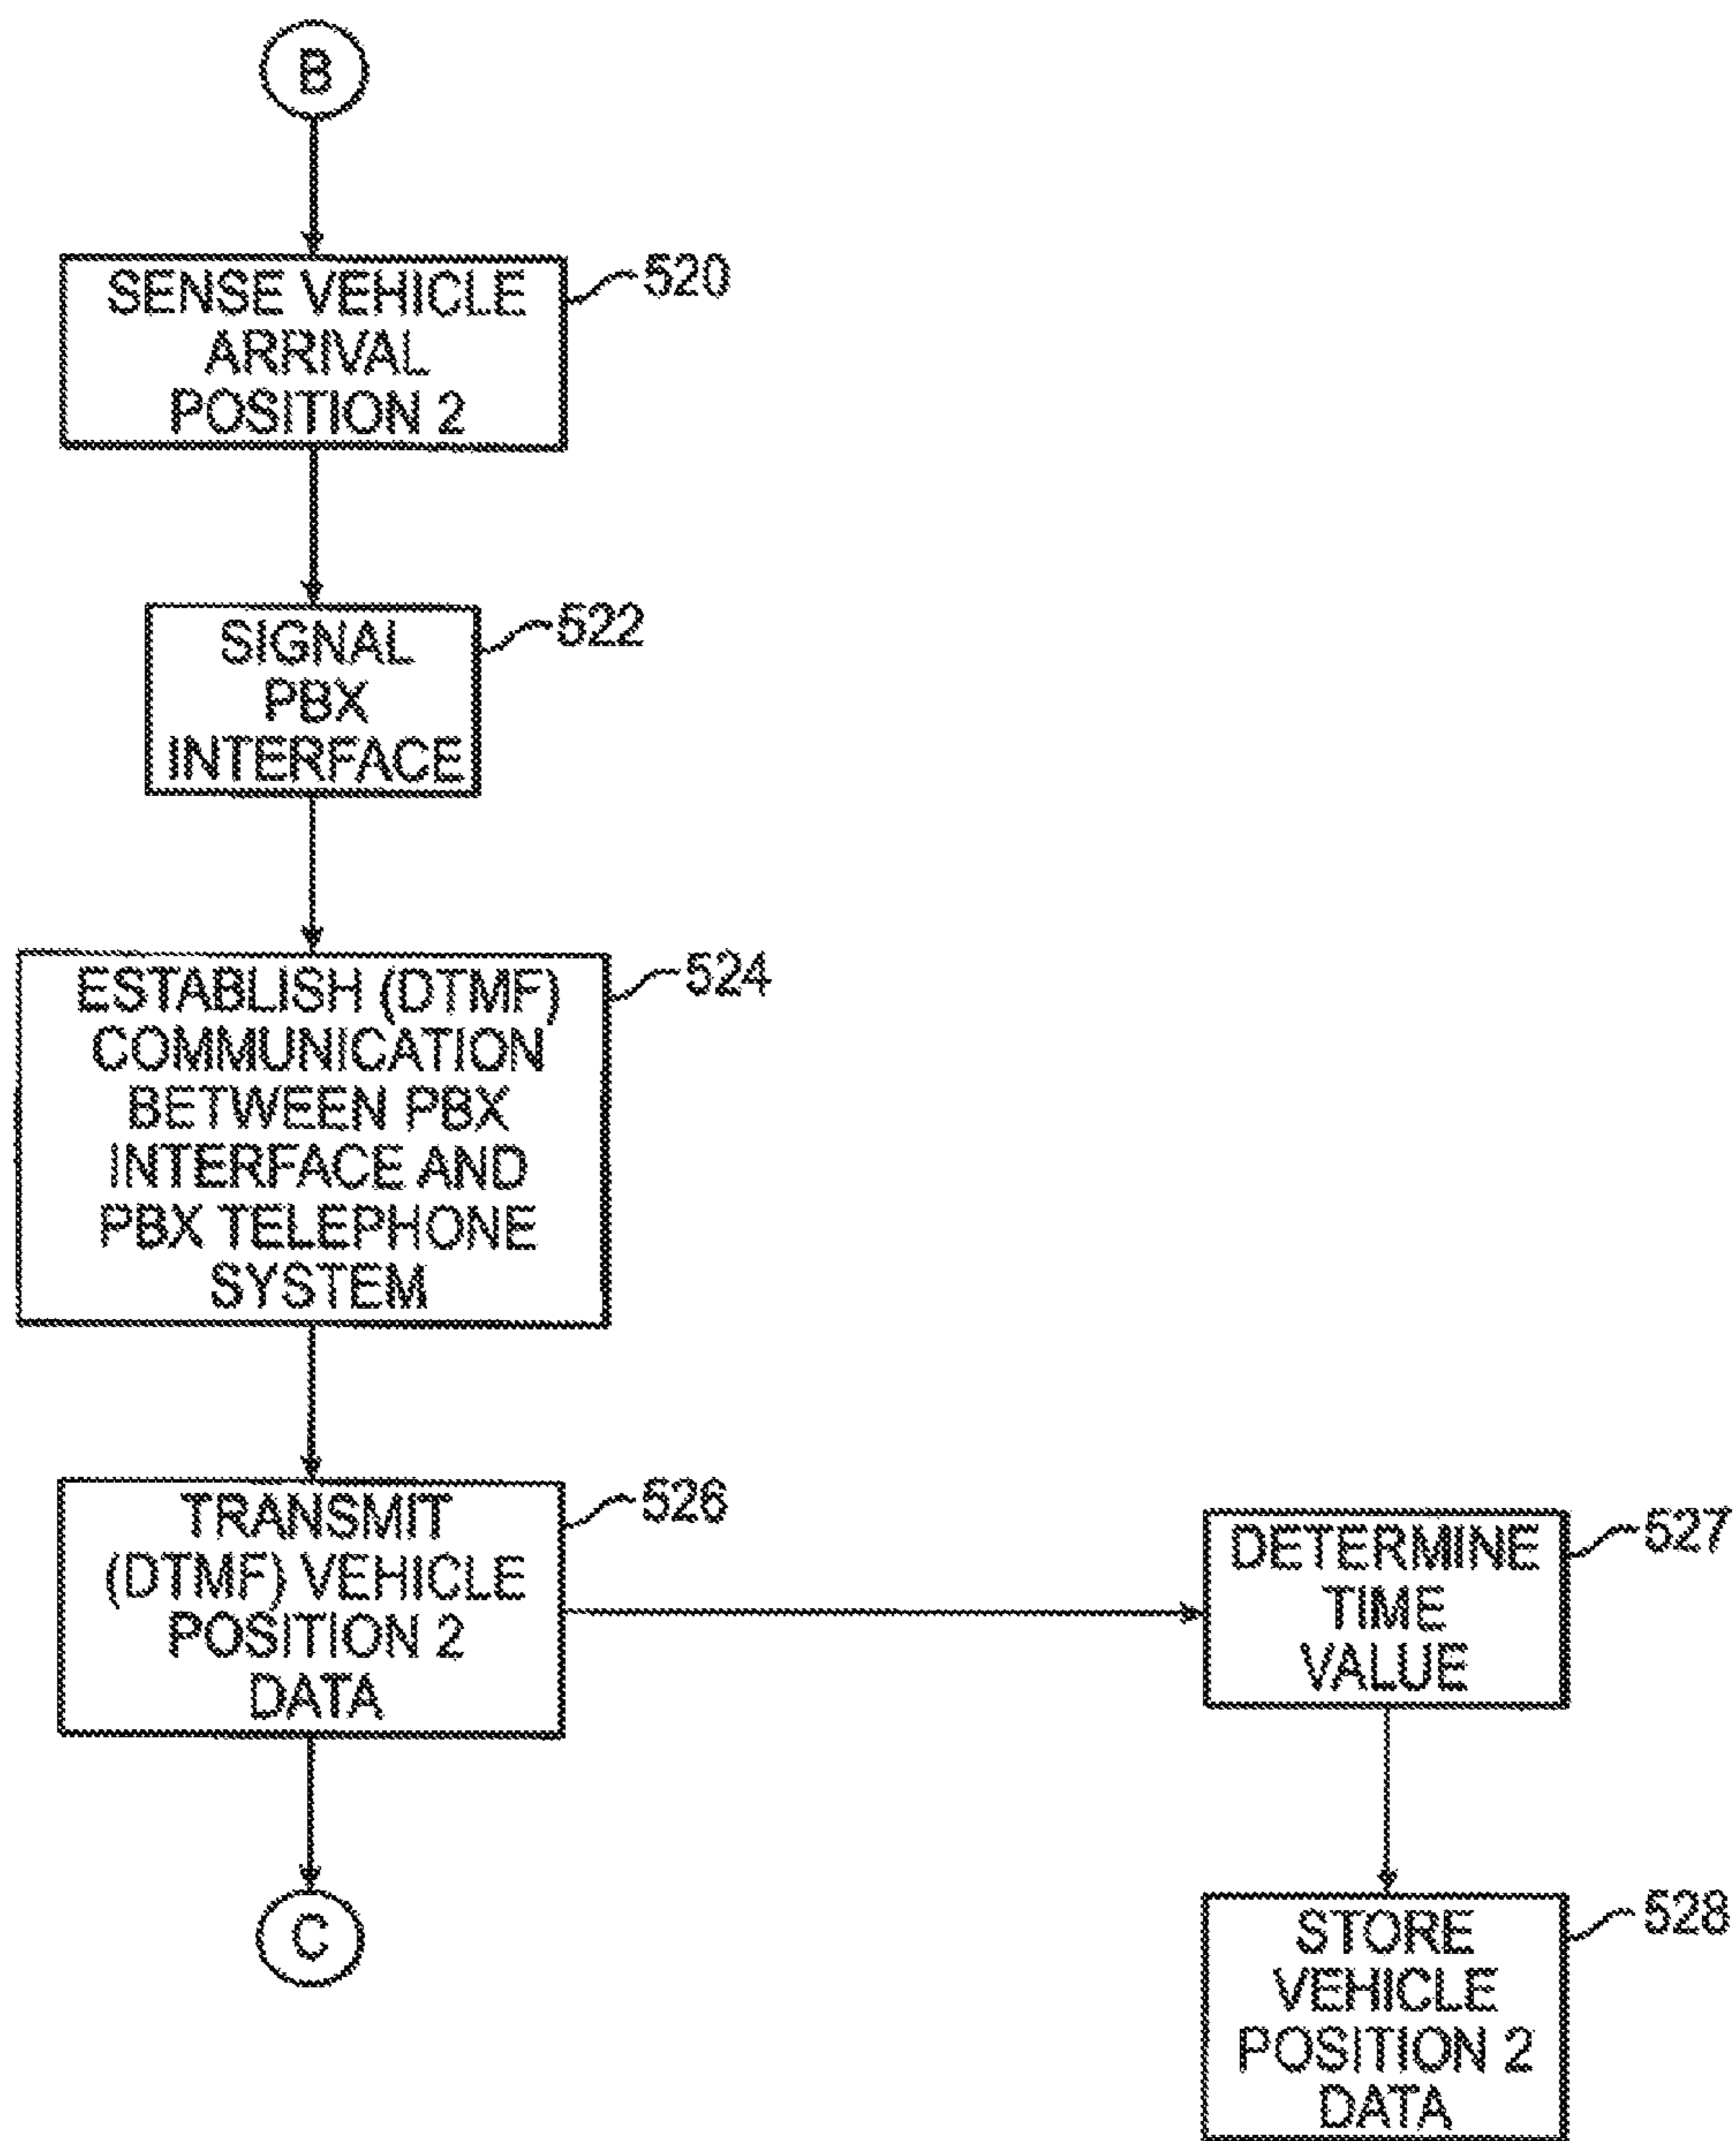 B
SENSE VEHICLE
ARRIVAL
POSITION 2
520
SIGNAL
PBX
INTERFACE
522
ESTABLISH (DTMF)
COMMUNICATION
BETWEEN PBX
INTERFACE AND
PBX TELEPHONE
SYSTEM
524
TRANSMIT
(DTMF) VEHICLE
POSITION 2
DATA
526
DETERMINE
TIME
VALUE
527
C
STORE
VEHICLE
POSITION 2
DATA
528